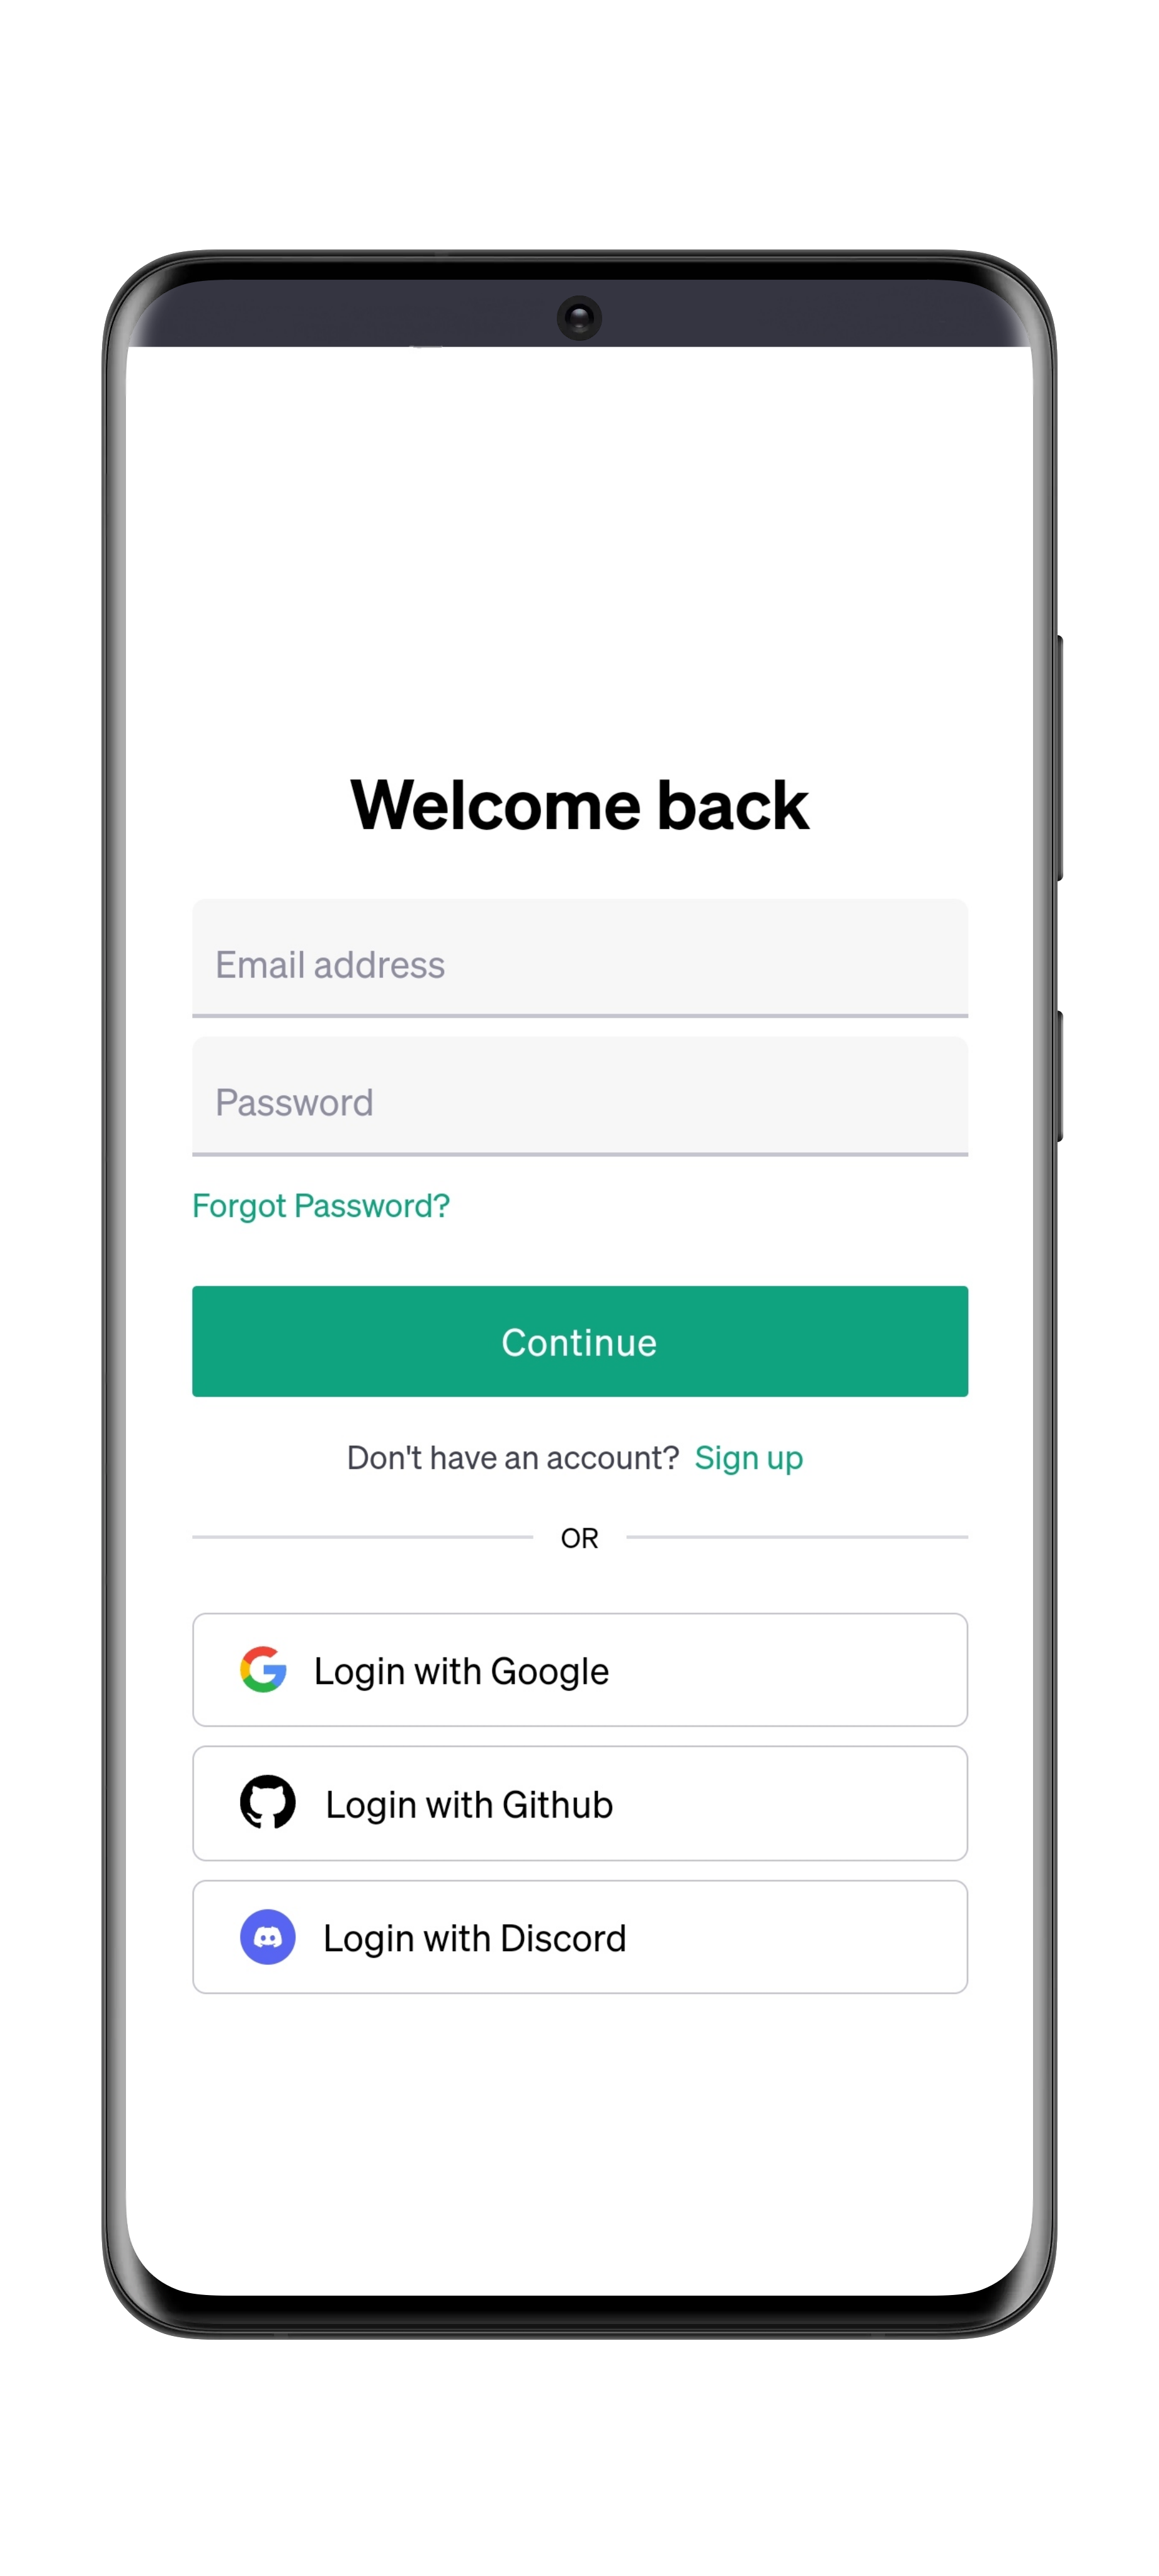 Welcome back
Email address
Password
Forgot Password?
Continue
Don't have an account? Sign up
OR
Login with Google
Login with Github
Login with Discord